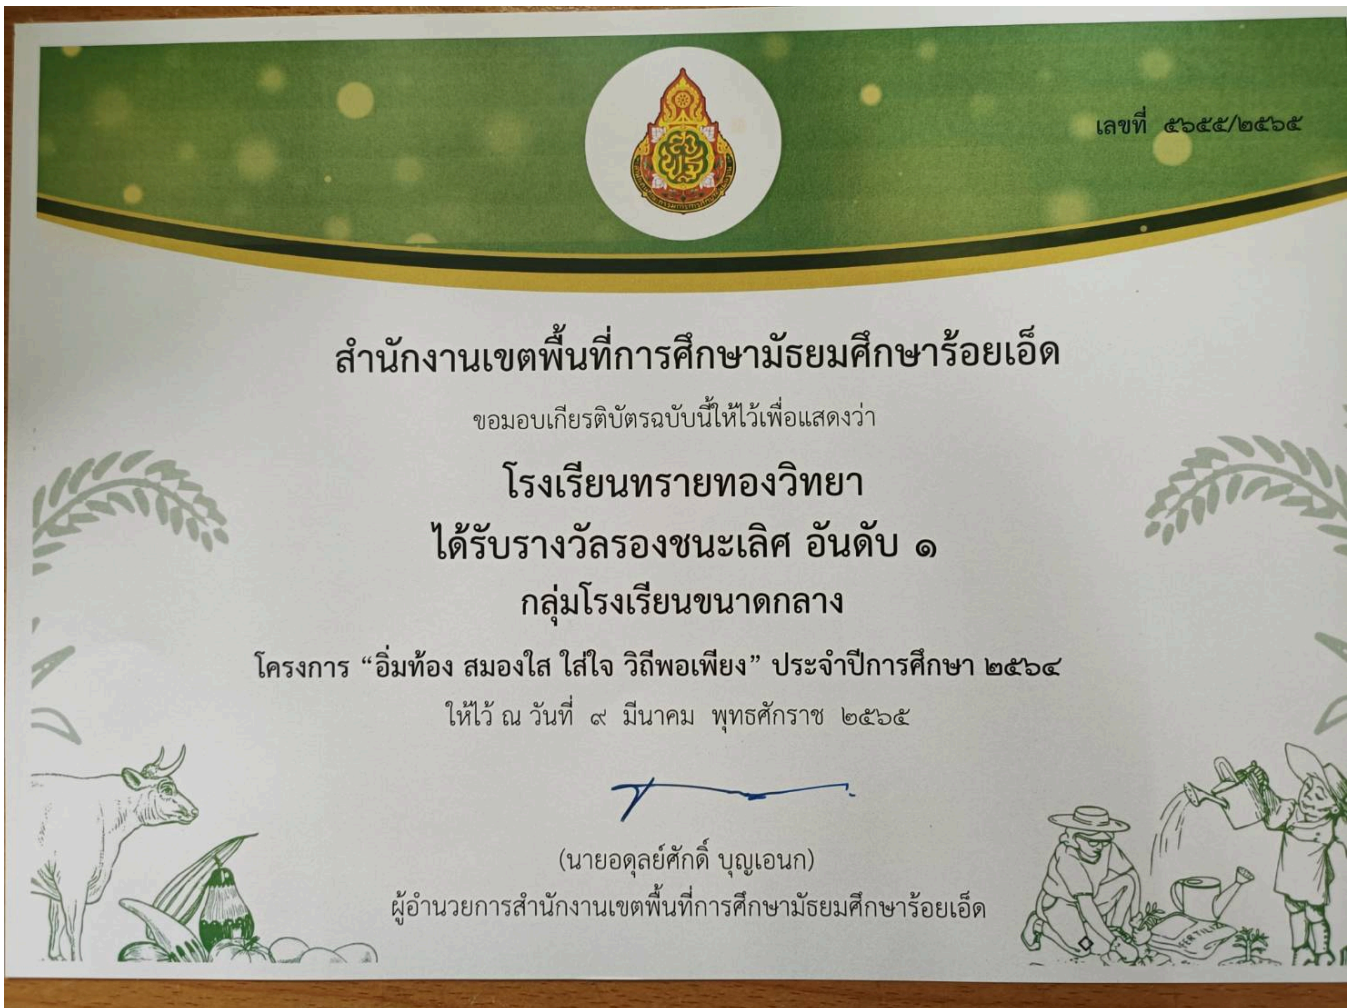 เลขที่ ๕๖๕๕/๒๕๖๕
สำนักงานเขตพื้นที่การศึกษามัธยมศึกษาร้อยเอ็ด
ขอมอบเกียรติบัตรฉบับนี้ให้ไว้เพื่อแสดงว่า
โรงเรียนทรายทองวิทยา
ได้รับรางวัลรองชนะเลิศ อันดับ ๑
กลุ่มโรงเรียนขนาดกลาง
โครงการ “อิ่มท้อง สมองใส ใส่ใจ วิถีพอเพียง” ประจำปีการศึกษา ๒๕๖๔
ให้ไว้ ณ วันที่ ๙ มีนาคม พุทธศักราช ๒๕๖๕
(นายอดุลย์ศักดิ์ บุญเอนก)
ผู้อำนวยการสำนักงานเขตพื้นที่การศึกษามัธยมศึกษาร้อยเอ็ด